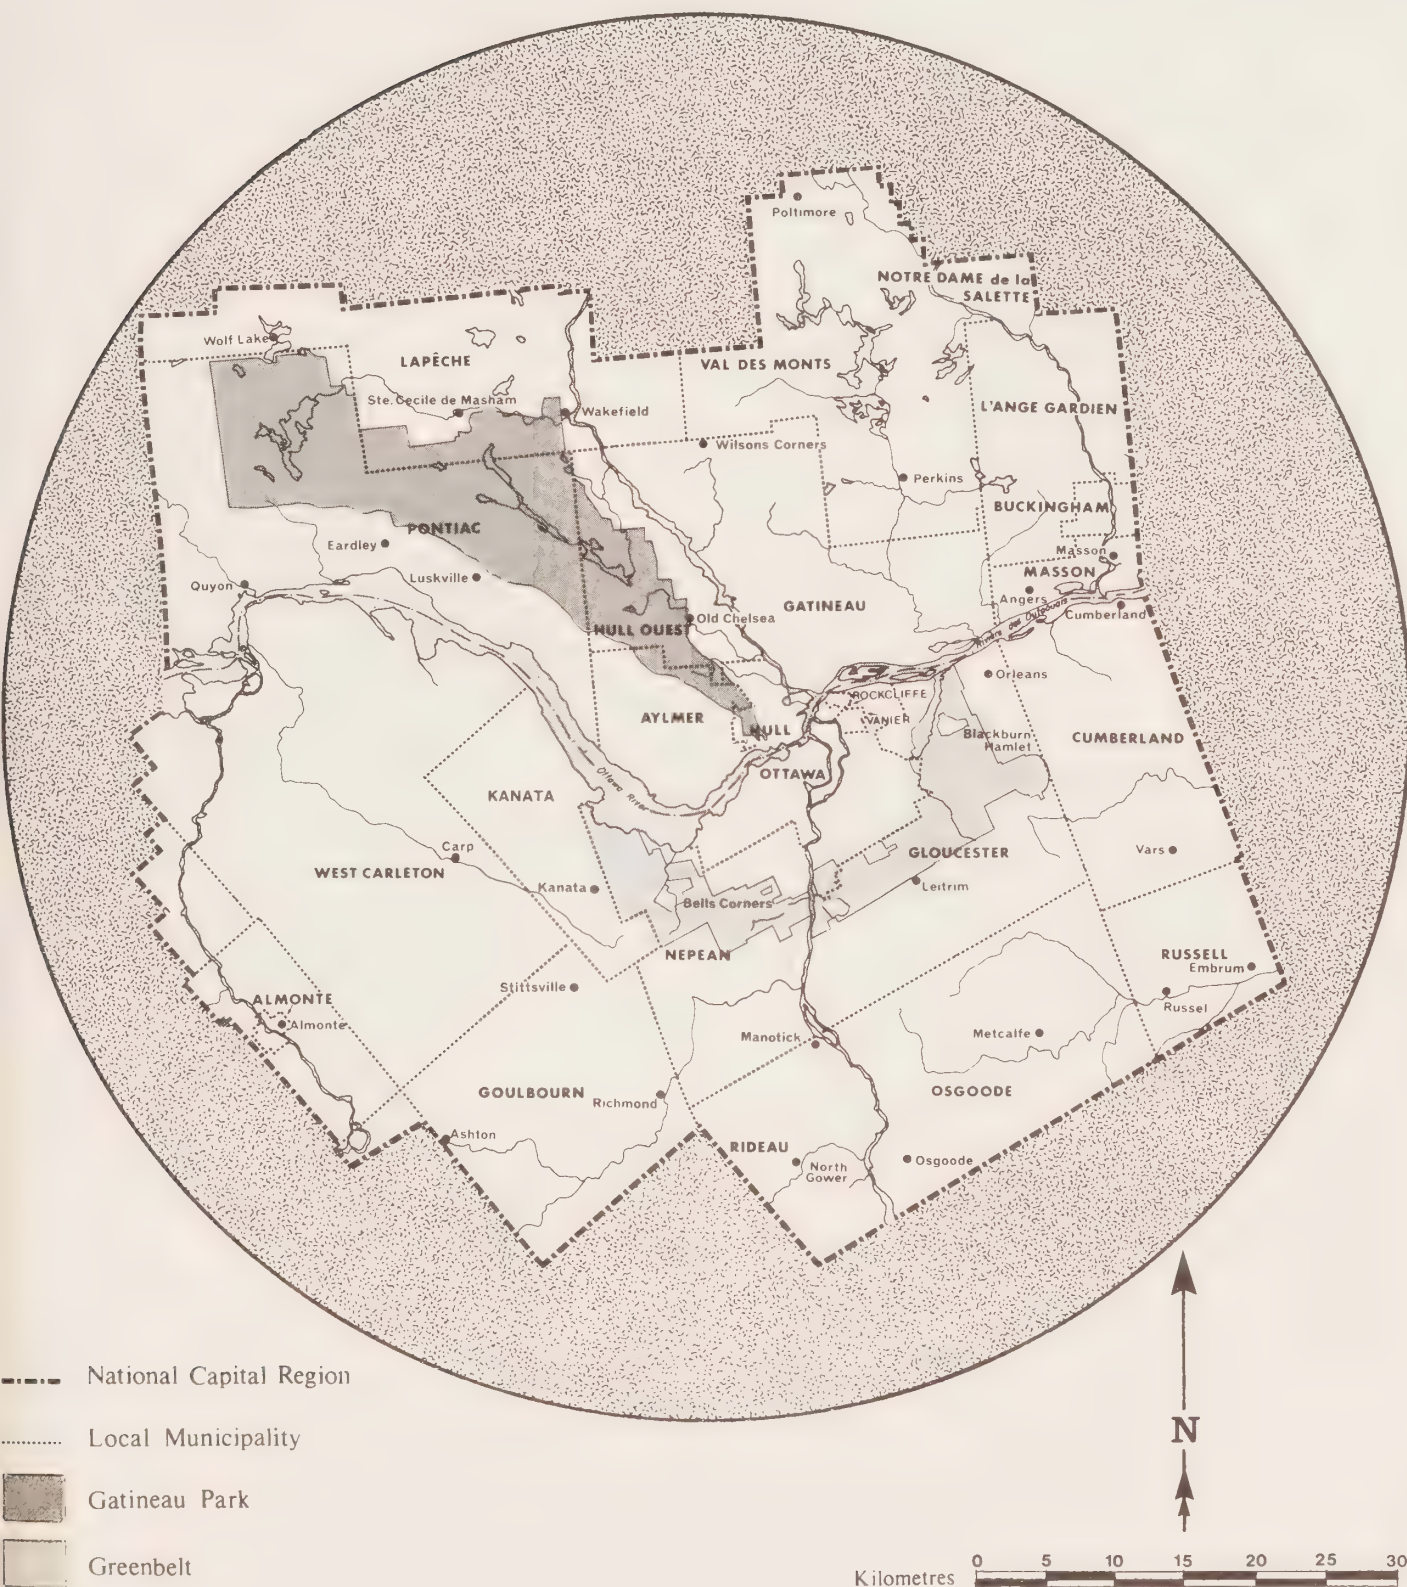 Poltimore
NOTRE DAME de la
SALETTE
Wolf Lake
LAPÊCHE
VAL DES MONTS
Ste. Cecile de Masham
Wakefield
L'ANGE GARDIEN
Wilsons Corners
Perkins
BUCKINGHAM
PONTIAC
Eardley
Masson
MASSON
Luskville
Quyon
Angers
GATINEAU
Cumberland
Old Chelsea
HULL OUEST
Rivière des Outaouais
Orleans
ROCKCLIFFE
AYLMER
VANIER
HULL
Blackburn
Hamlet
CUMBERLAND
OTTAWA
Ottawa River
KANATA
Carp
GLOUCESTER
Vars
WEST CARLETON
Kanata
Leitrim
Bells Corners
NEPEAN
RUSSELL
Embrum
Stittsville
ALMONTE
Russel
Almonte
Manotick
Metcalfe
GOULBOURN
Richmond
OSGOODE
Ashton
RIDEAU
North
Gower
Osgoode
National Capital Region
N
Local Municipality
Gatineau Park
Greenbelt
Kilometres
0 5 10 15 20 25 30